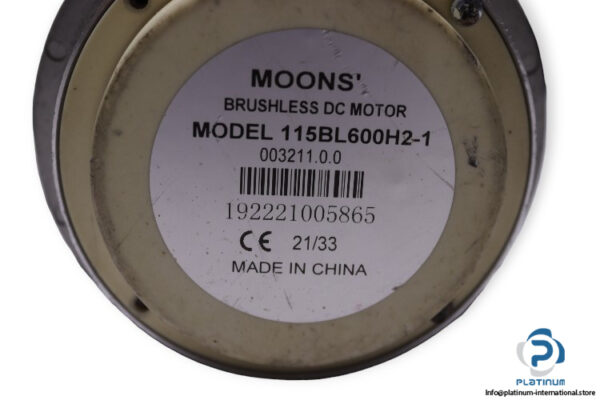 MOONS'
BRUSHLESS DC MOTOR
MODEL 115BL600H2-1
003211.0.0
192221005865
CE 21/33
MADE IN CHINA
PLATINUM
info@platinum-international.store